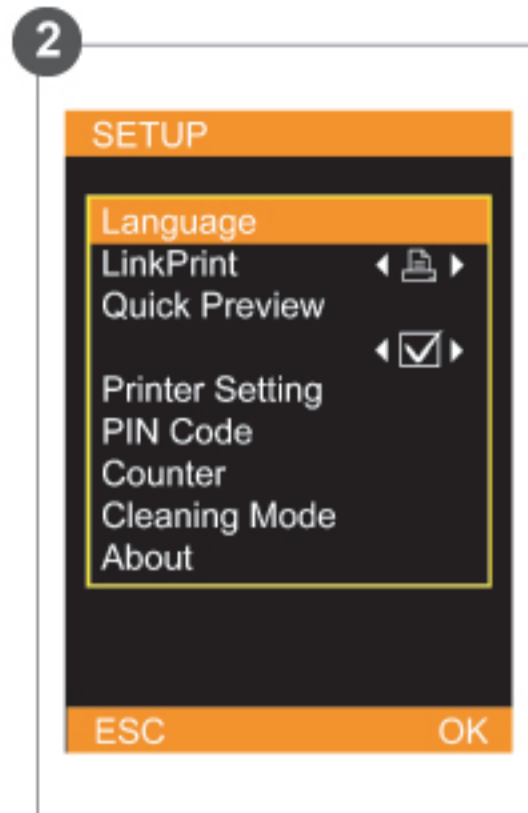 2
SETUP
Language
LinkPrint
Quick Preview
Printer Setting
PIN Code
Counter
Cleaning Mode
About
ESC OK